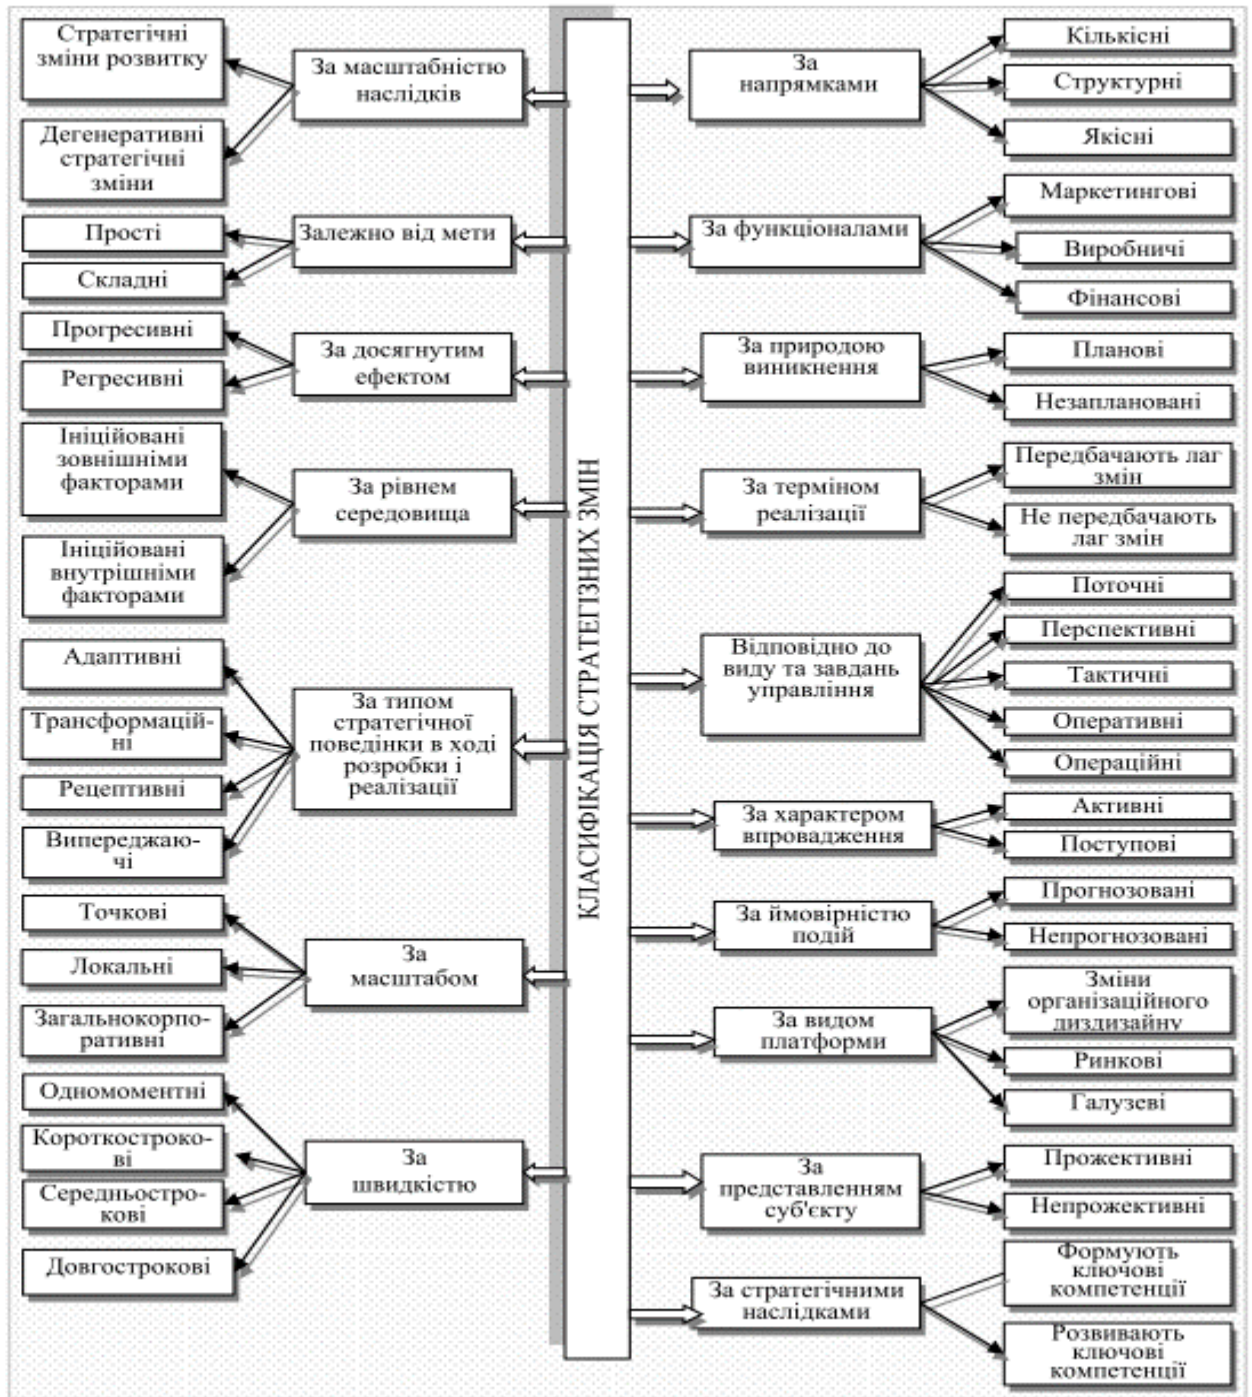 Стратегічні
зміни розвитку
Дегенеративні
стратегічні
зміни
За масштабністю
наслідків
Прості
Складні
Залежно від мети
Прогресивні
Регресивні
За досягнутим
ефектом
Ініційовані
зовнішніми
факторами
Ініційовані
внутрішніми
факторами
За рівнем
середовища
Адаптивні
Трансформацій-
ні
Рецептивні
Випереджаю-
чі
За типом
стратегічної
поведінки в ході
розробки і
реалізації
Точкові
Локальні
Загальнокорпо-
ративні
За
масштабом
Одномоментні
Короткостроко-
ві
Середньостро-
кові
Довгострокові
За
швидкістю
КЛАСИФІКАЦІЯ СТРАТЕГІЗНИХ ЗМІН
За
напрямками
Кількісні
Структурні
Якісні
За функціоналами
Маркетингові
Виробничі
Фінансові
За природою
виникнення
Планові
Незаплановані
За терміном
реалізації
Передбачають лаг
змін
Не передбачають
лаг змін
Відповідно до
виду та завдань
управління
Поточні
Перспективні
Тактичні
Оперативні
Операційні
За характером
впровадження
Активні
Поступові
За ймовірністю
подій
Прогнозовані
Непрогнозовані
За видом
платформи
Зміни
організаційного
диздизайну
Ринкові
Галузеві
За
представленням
суб'єкту
Прожективні
Непрожективні
За стратегічними
наслідками
Формують
ключові
компетенції
Розвивають
ключові
компетенції